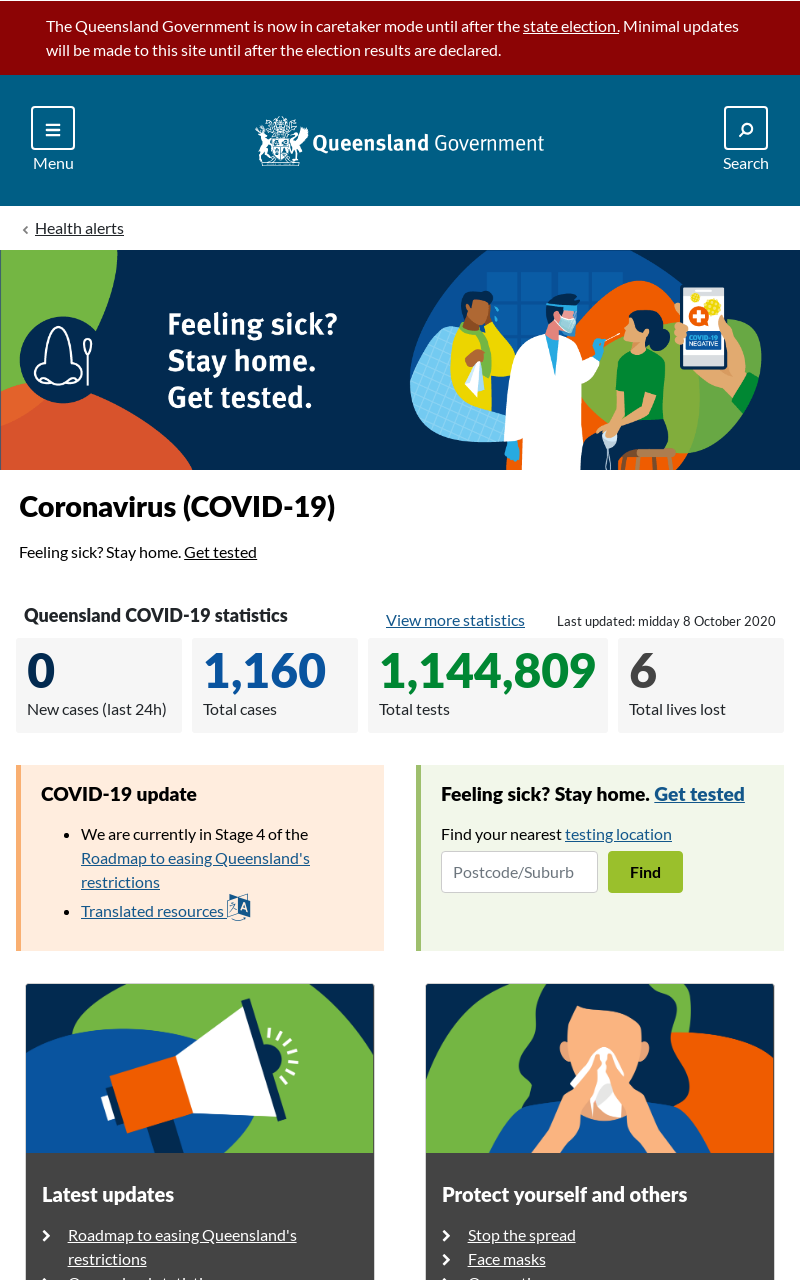 The Queensland Government is now in caretaker mode until after the state election. Minimal updates
will be made to this site until after the election results are declared.
Menu
Queensland Government
Search
Health alerts
Feeling sick?
Stay home.
Get tested.
COVID-19
NEGATIVE
Coronavirus (COVID-19)
Feeling sick? Stay home. Get tested
Queensland COVID-19 statistics
View more statistics
Last updated: midday 8 October 2020
0
New cases (last 24h)
1,160
Total cases
1,144,809
Total tests
6
Total lives lost
COVID-19 update
We are currently in Stage 4 of the
Roadmap to easing Queensland's
restrictions
Translated resources
Feeling sick? Stay home. Get tested
Find your nearest testing location
Postcode/Suburb
Find
Latest updates
Roadmap to easing Queensland's
restrictions
Protect yourself and others
Stop the spread
Face masks